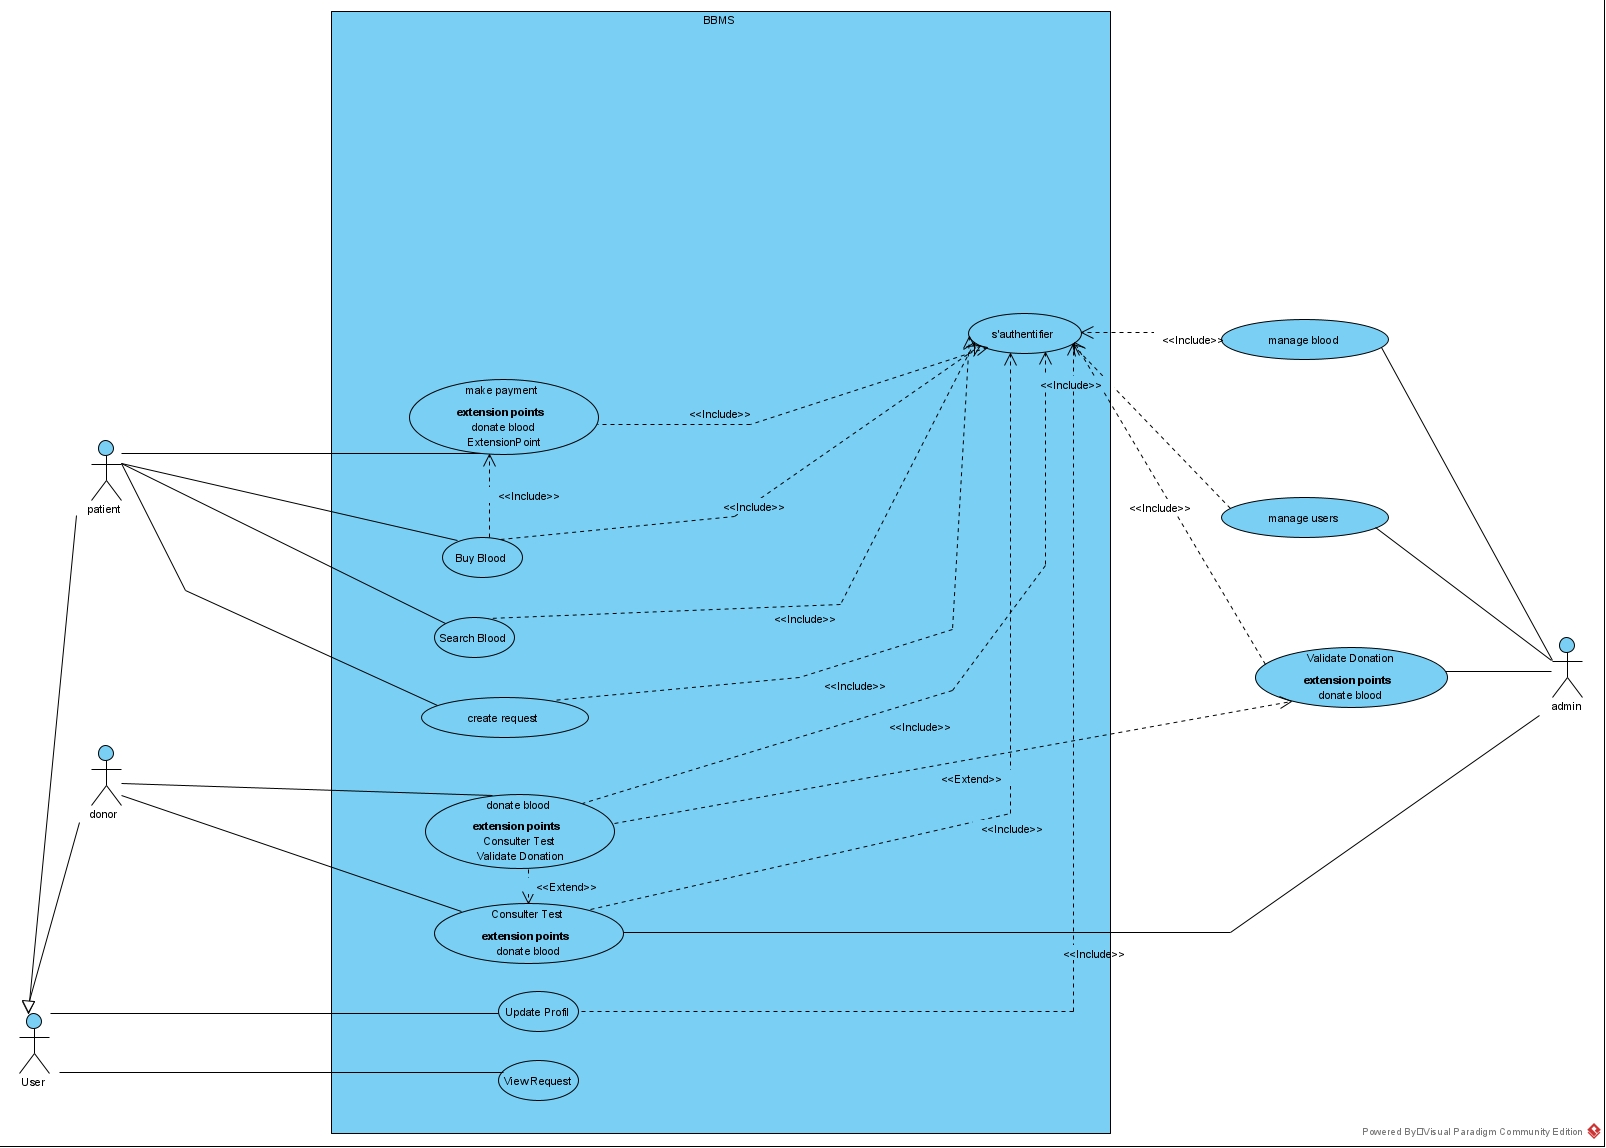 BBMS
s'authentifier
<<Include>>
manage blood
<<Include>>
make payment
extension points
donate blood
ExtensionPoint
<<Include>>
<<Include>>
<<Include>>
patient
<<Include>>
manage users
Buy Blood
<<Include>>
Search Blood
Validate Donation
extension points
donate blood
<<Include>>
admin
create request
<<Include>>
<<Extend>>
donor
donate blood
extension points
Consulter Test
Validate Donation
<<Include>>
<<Extend>>
Consulter Test
extension points
donate blood
<<Include>>
Update Profil
User
View Request
Powered By Visual Paradigm Community Edition